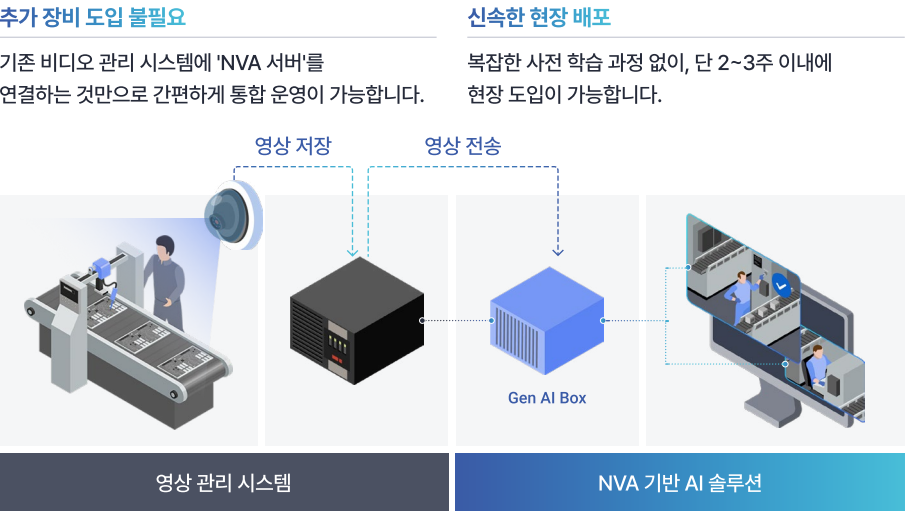 추가 장비 도입 불필요
기존 비디오 관리 시스템에 'NVA 서버'를
연결하는 것만으로 간편하게 통합 운영이 가능합니다.
신속한 현장 배포
복잡한 사전 학습 과정 없이, 단 2~3주 이내에
현장 도입이 가능합니다.
영상 저장
영상 전송
Gen AI Box
영상 관리 시스템
NVA 기반 AI 솔루션